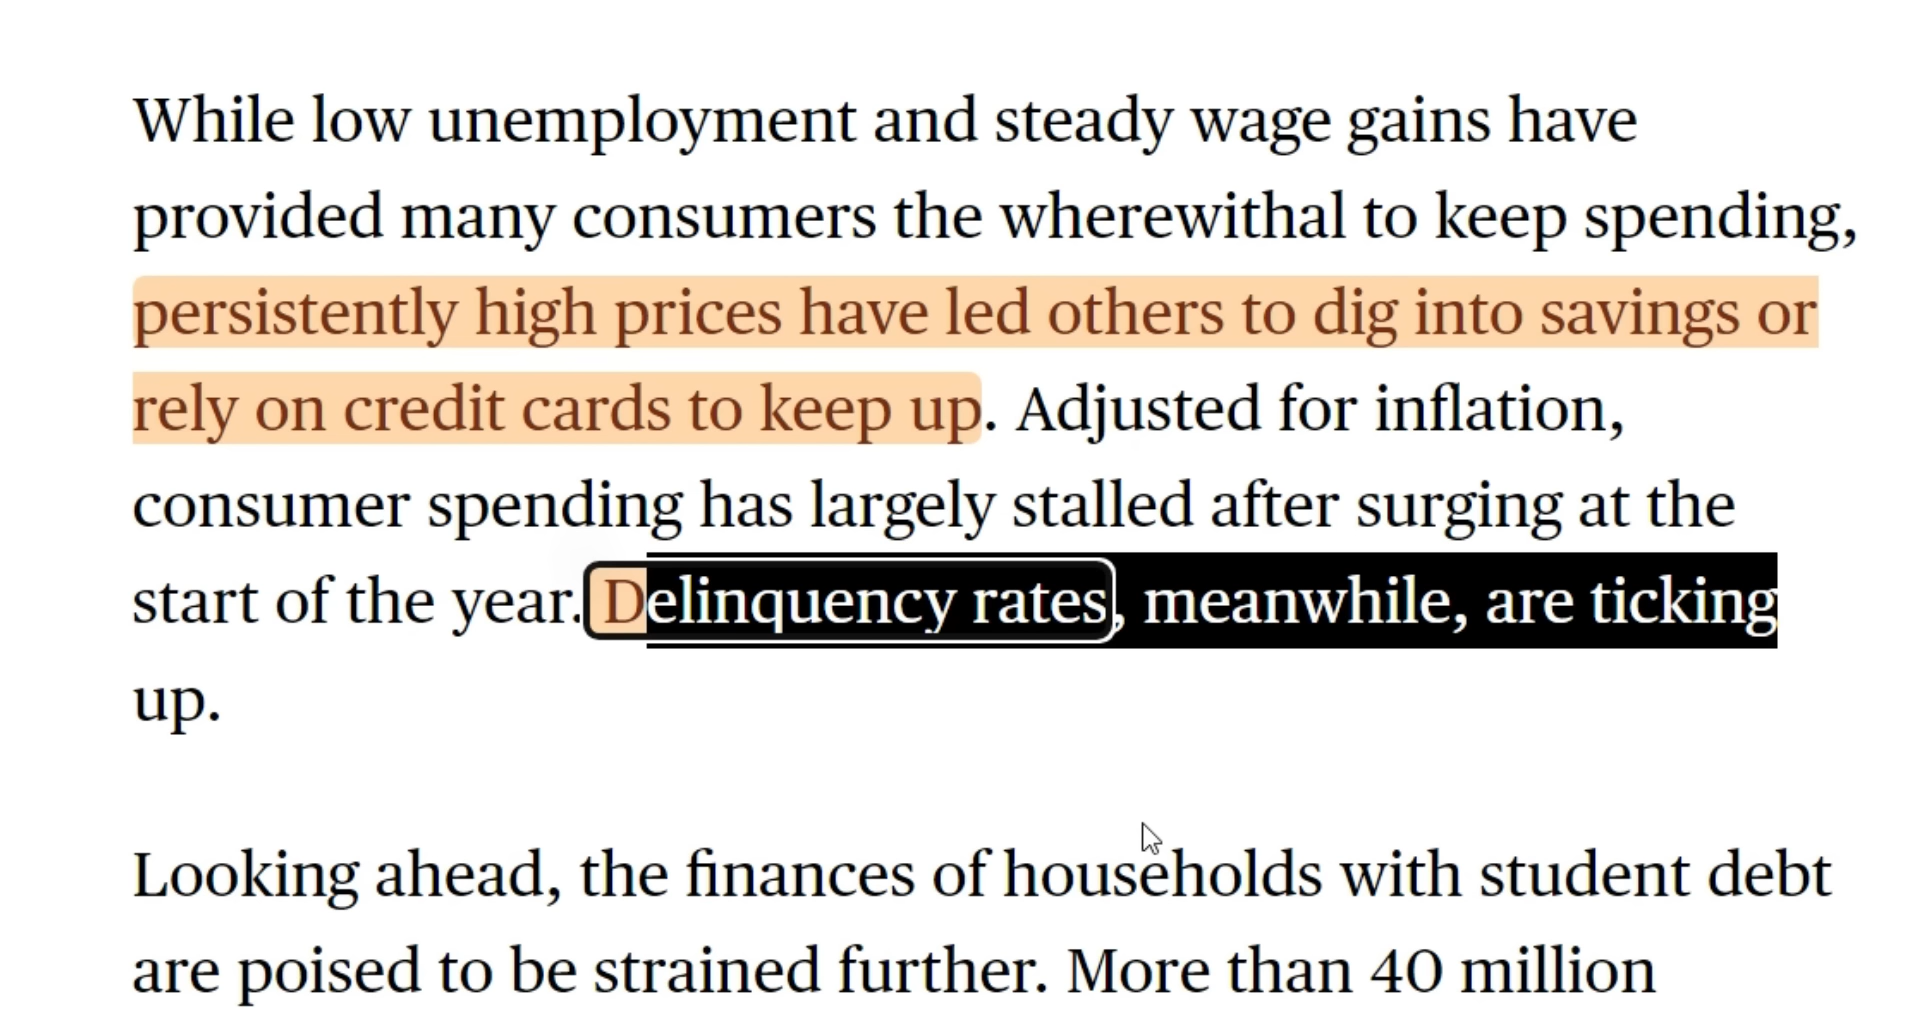 While low unemployment and steady wage gains have
provided many consumers the wherewithal to keep spending,
persistently high prices have led others to dig into savings or
rely on credit cards to keep up. Adjusted for inflation,
consumer spending has largely stalled after surging at the
start of the year. Delinquency rates, meanwhile, are ticking
up.
Looking ahead, the finances of households with student debt
are poised to be strained further. More than 40 million